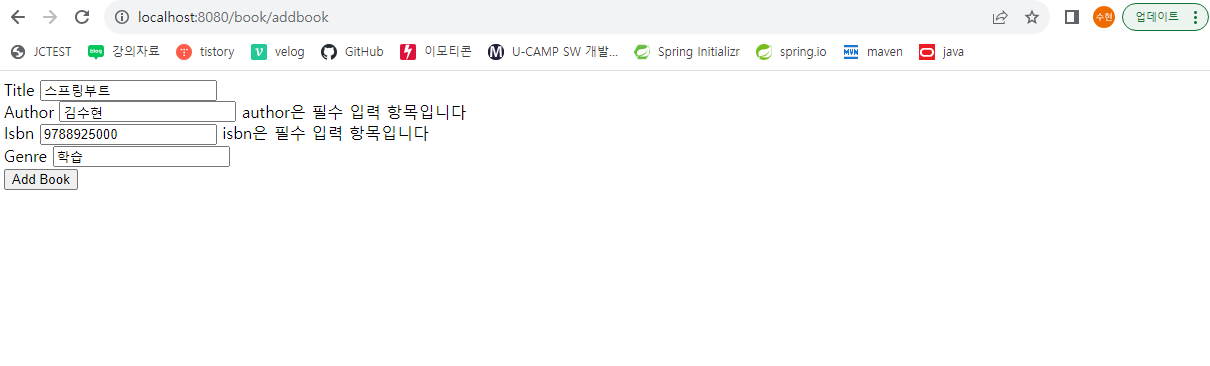 localhost:8080/book/addbook
수현
업데이트
JCTEST blog 강의자료 tistory velog GitHub 이모티콘 M U-CAMP SW 개발... Spring Initializr spring.io MVN maven java
Title 스프링부트
Author 김수현 author은 필수 입력 항목입니다
Isbn 9788925000 isbn은 필수 입력 항목입니다
Genre 학습
Add Book